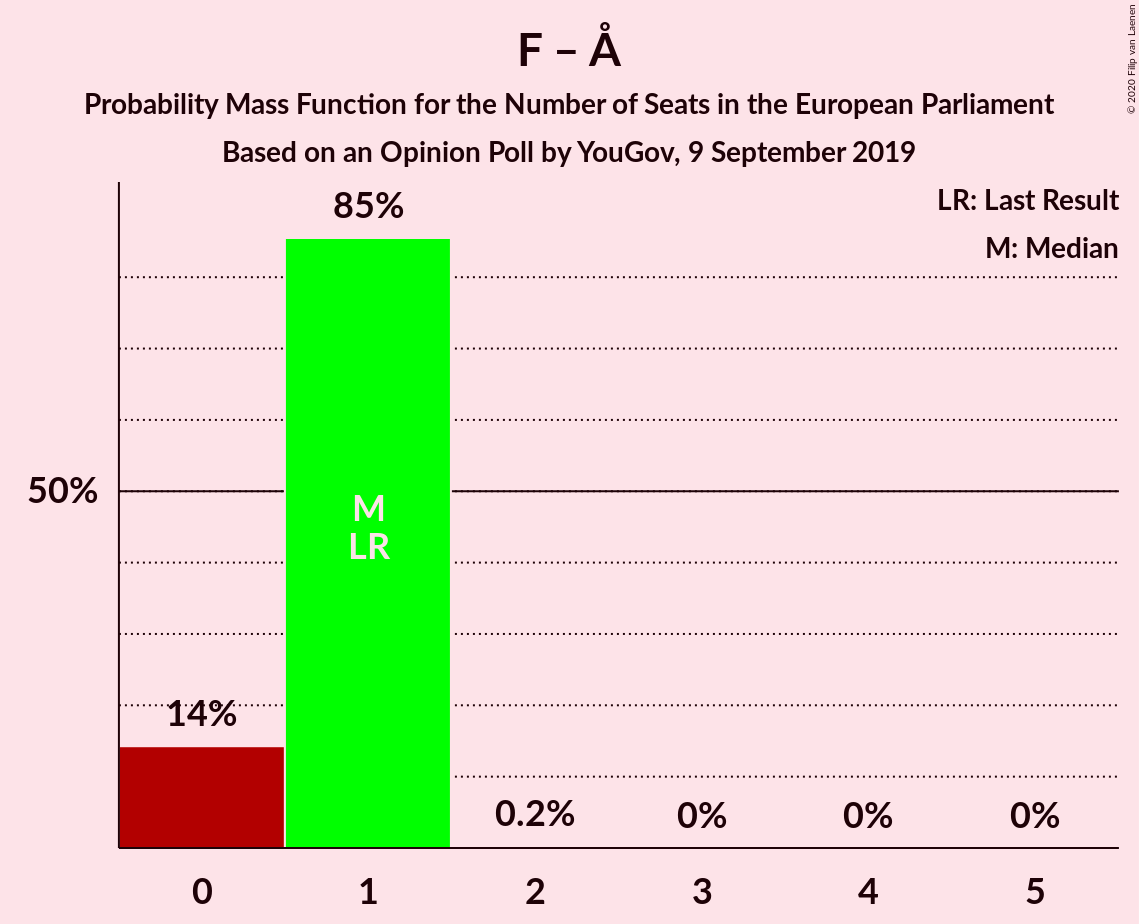 F – Å
Probability Mass Function for the Number of Seats in the European Parliament
Based on an Opinion Poll by YouGov, 9 September 2019
© 2020 Filip van Laenen
LR: Last Result
M: Median
85%
50%
M
LR
14%
0.2%
0%
0%
0%
0
1
2
3
4
5